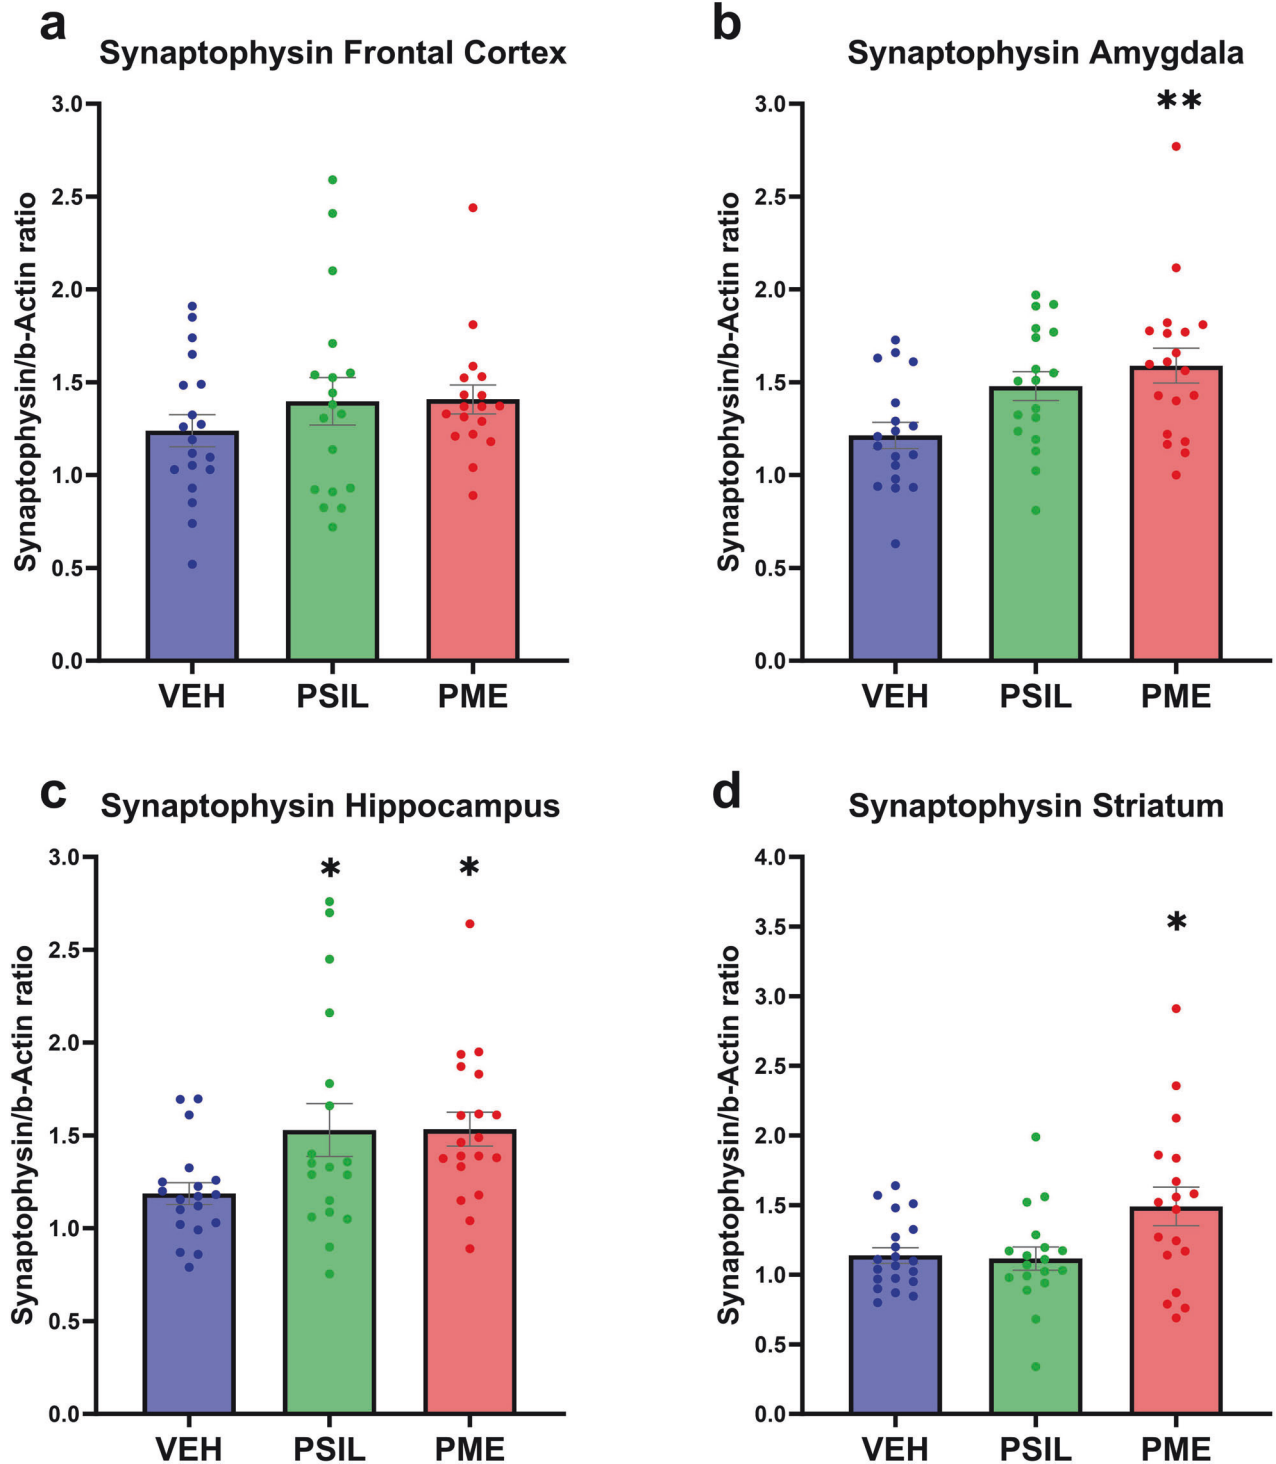 a
Synaptophysin Frontal Cortex
Synaptophysin/b-Actin ratio
3.0
2.5
2.0
1.5
1.0
0.5
0.0
VEH PSIL PME
b
Synaptophysin Amygdala
Synaptophysin/b-Actin ratio
3.0
2.5
2.0
1.5
1.0
0.5
0.0
**
VEH PSIL PME
c
Synaptophysin Hippocampus
Synaptophysin/b-Actin ratio
3.0
2.5
2.0
1.5
1.0
0.5
0.0
* *
VEH PSIL PME
d
Synaptophysin Striatum
Synaptophysin/b-Actin ratio
4.0
3.5
3.0
2.5
2.0
1.5
1.0
0.5
0.0
*
VEH PSIL PME